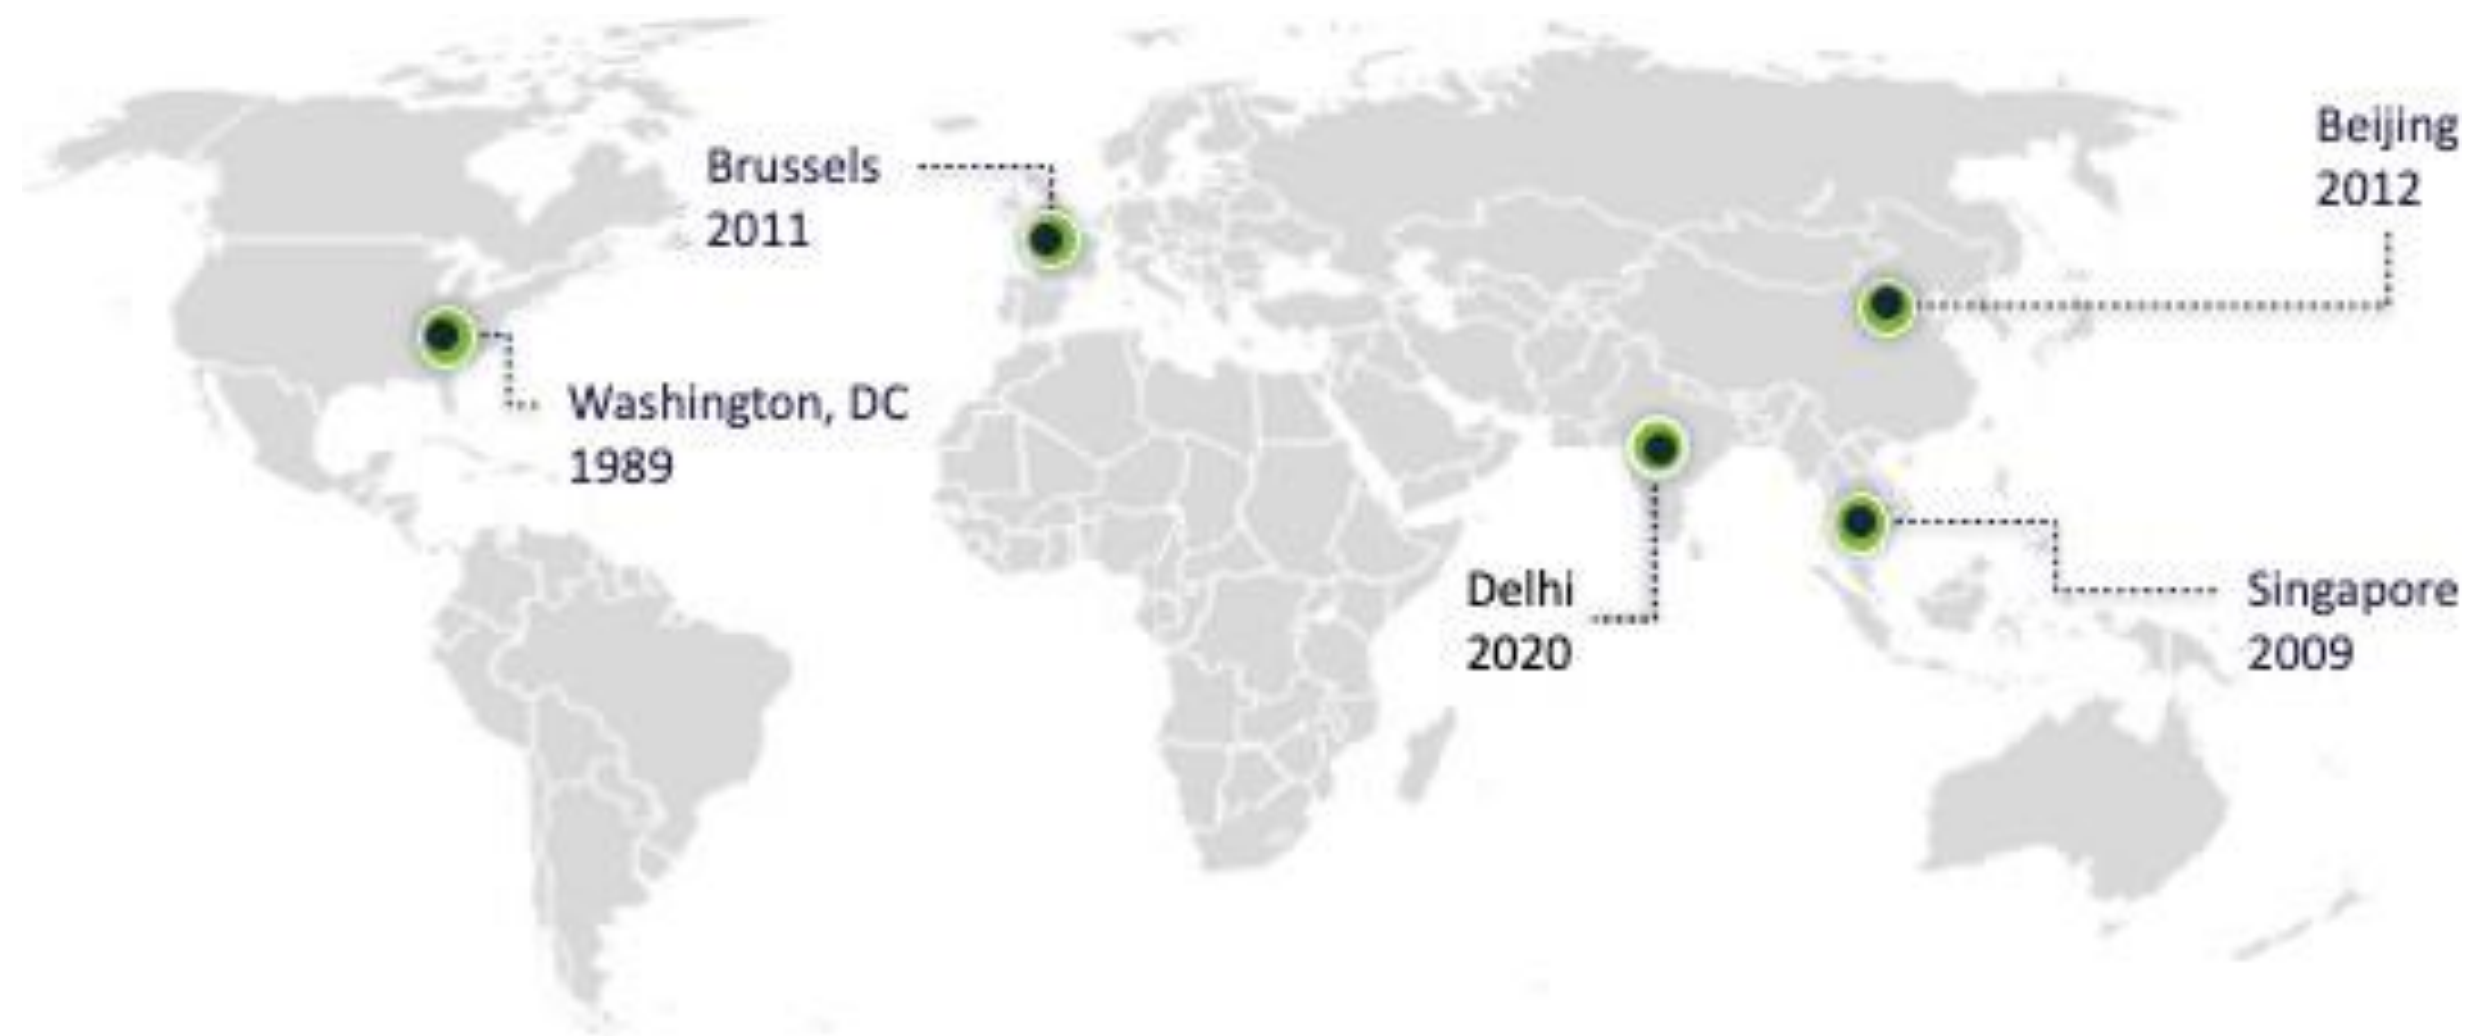 Beijing
2012
Brussels
2011
Washington, DC
1989
Delhi
2020
Singapore
2009